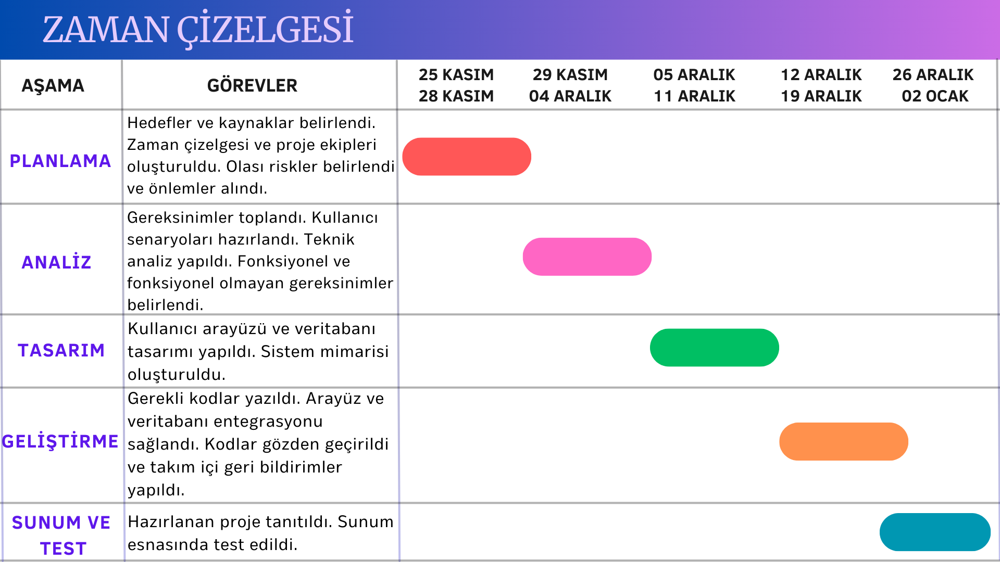 ZAMAN ÇİZELGESİ
AŞAMA
GÖREVLER
25 KASIM
28 KASIM
29 KASIM
04 ARALIK
05 ARALIK
11 ARALIK
12 ARALIK
19 ARALIK
26 ARALIK
02 OCAK
PLANLAMA
Hedefler ve kaynaklar belirlendi.
Zaman çizelgesi ve proje ekipleri
oluşturuldu. Olası riskler belirlendi
ve önlemler alındı.
ANALİZ
Gereksinimler toplandı. Kullanıcı
senaryoları hazırlandı. Teknik
analiz yapıldı. Fonksiyonel ve
fonksiyonel olmayan gereksinimler
belirlendi.
TASARIM
Kullanıcı arayüzü ve veritabanı
tasarımı yapıldı. Sistem mimarisi
oluşturuldu.
GELİŞTİRME
Gerekli kodlar yazıldı. Arayüz ve
veritabanı entegrasyonu
sağlandı. Kodlar gözden geçirildi
ve takım içi geri bildirimler
yapıldı.
SUNUM VE
TEST
Hazırlanan proje tanıtıldı. Sunum
esnasında test edildi.